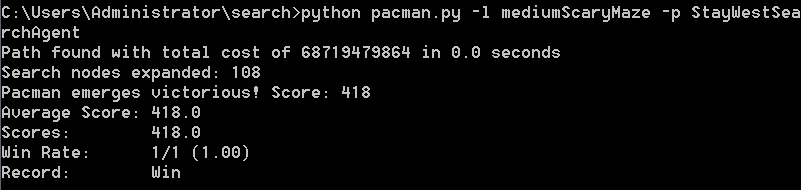 C:\Users\Administrator\search>python pacman.py -l mediumScaryMaze -p StayWestSea
rchAgent
Path found with total cost of 68719479864 in 0.0 seconds
Search nodes expanded: 108
Pacman emerges victorious! Score: 418
Average Score: 418.0
Scores:        418.0
Win Rate:      1/1 (1.00)
Record:        Win